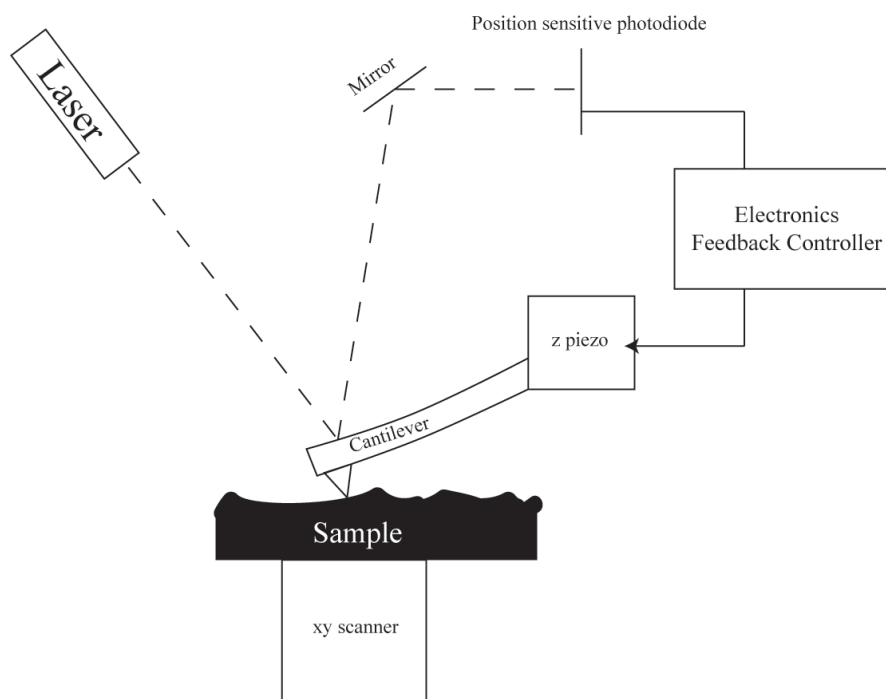 Position sensitive photodiode
Laser
Mirror
Electronics
Feedback Controller
z piezo
Cantilever
Sample
xy scanner